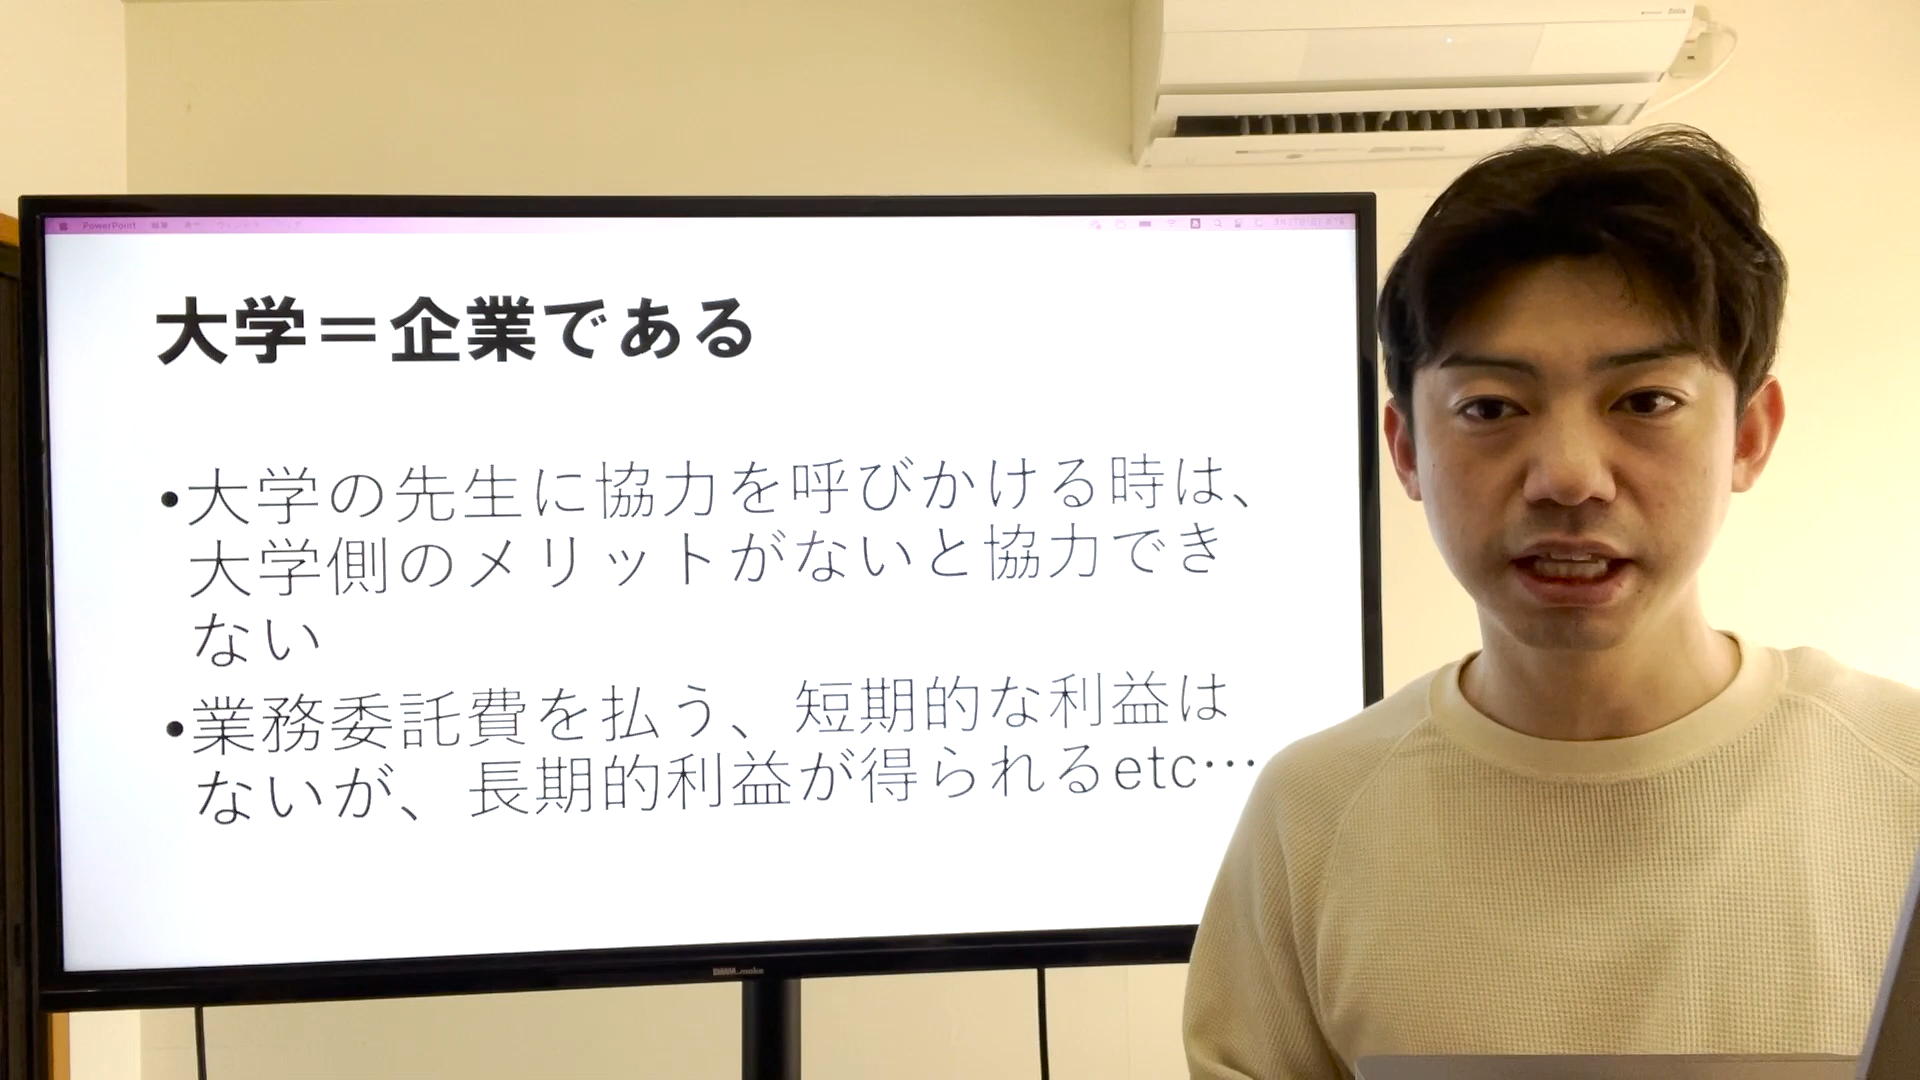 PowerPoint
大学＝企業である
•大学の先生に協力を呼びかける時は、
大学側のメリットがないと協力でき
ない
•業務委託費を払う、短期的な利益は
ないが、長期的利益が得られるetc…
DMM.make